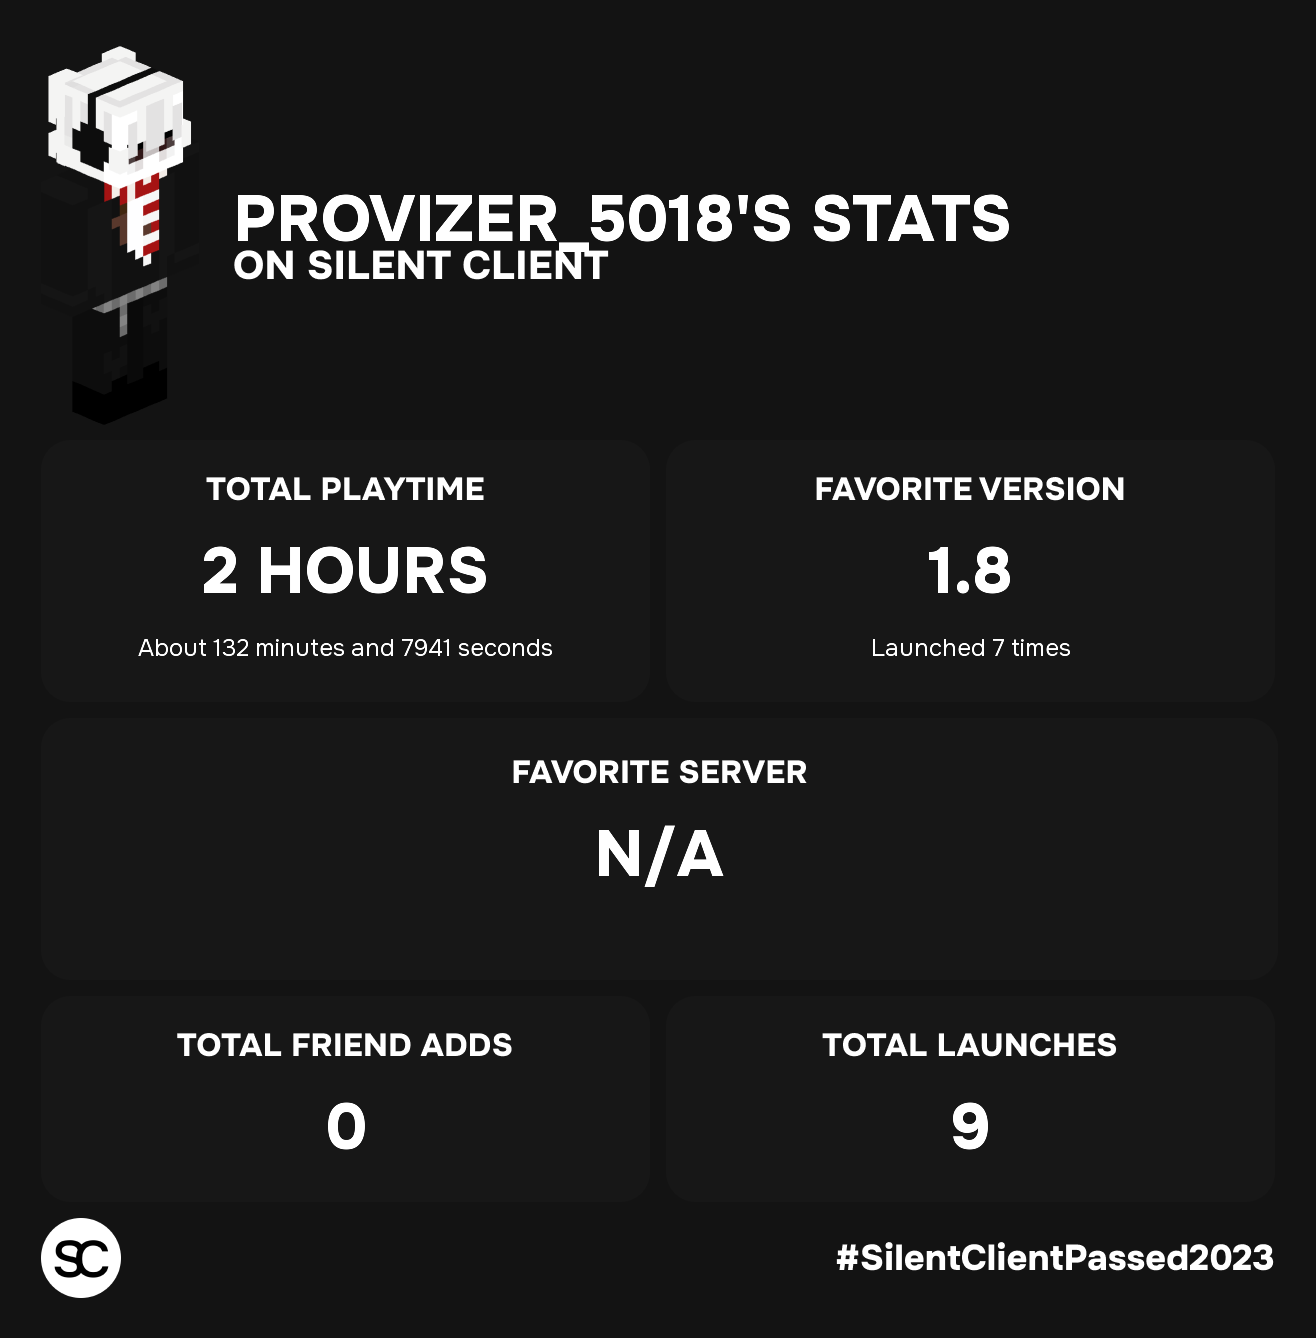 PROVIZER_5018'S STATS
ON SILENT CLIENT
TOTAL PLAYTIME
2 HOURS
About 132 minutes and 7941 seconds
FAVORITE VERSION
1.8
Launched 7 times
FAVORITE SERVER
N/A
TOTAL FRIEND ADDS
0
TOTAL LAUNCHES
9
SC
#SilentClientPassed2023